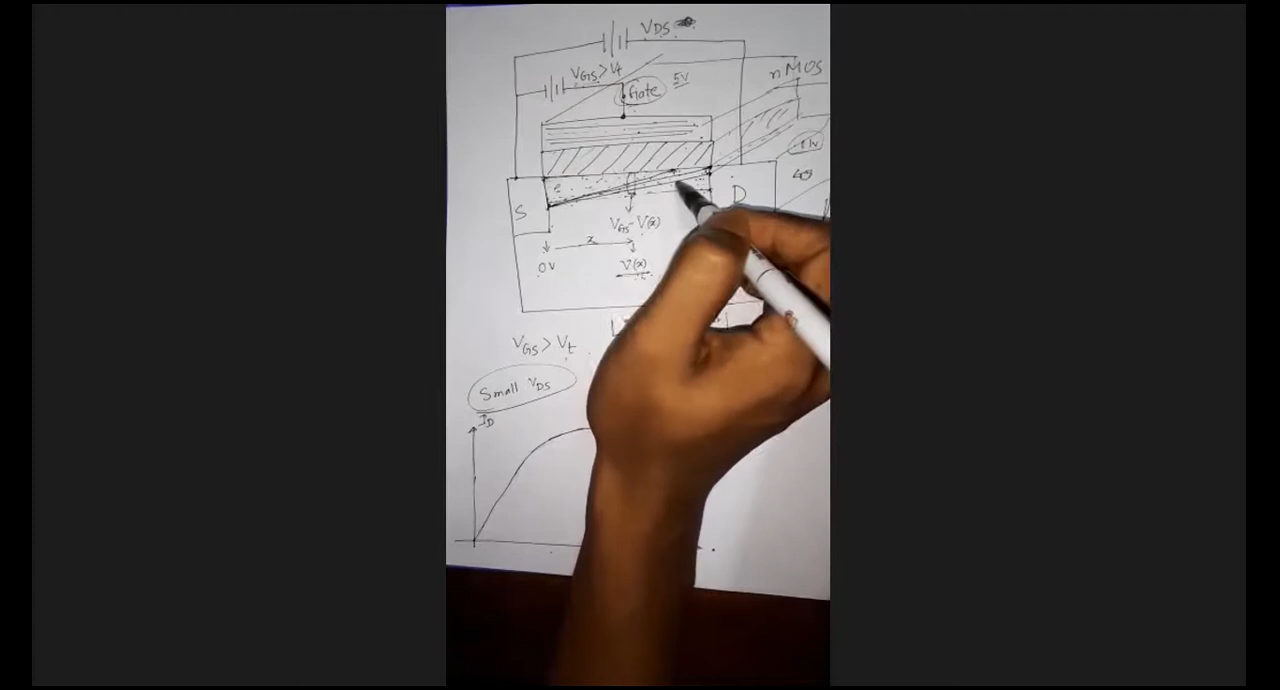 VDS
VGS > Vt
Gate
5V
nMOS
e
S
D
VGS - V(x)
x
0V
V(x)
VGS > Vt
Small VDS
ID